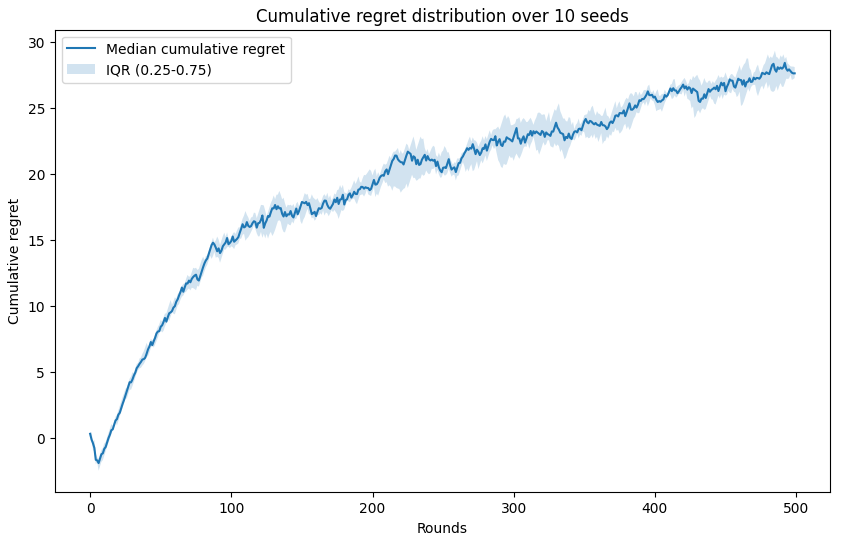 Cumulative regret distribution over 10 seeds
Median cumulative regret
IQR (0.25-0.75)
30
25
20
15
10
5
0
Cumulative regret
0 100 200 300 400 500
Rounds